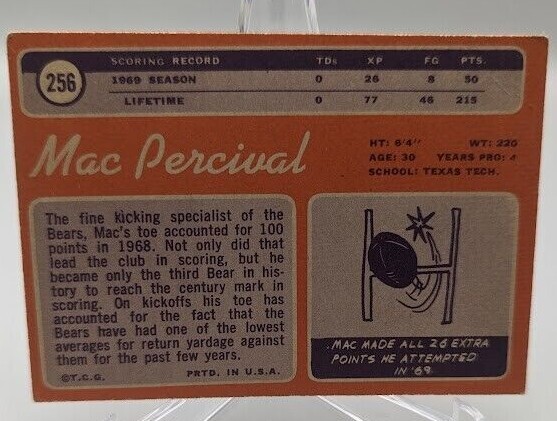 256
SCORING RECORD TDs XP FG PTS.
1969 SEASON 0 26 8 50
LIFETIME 0 77 46 215
Mac Percival
HT: 6'4" WT: 220
AGE: 30 YEARS PRO: 4
SCHOOL: TEXAS TECH.
The fine kicking specialist of the
Bears, Mac's toe accounted for 100
points in 1968. Not only did that
lead the club in scoring, but he
became only the third Bear in his-
tory to reach the century mark in
scoring. On kickoffs his toe has
accounted for the fact that the
Bears have had one of the lowest
averages for return yardage against
them for the past few years.
©T.C.G. PRTD. IN U.S.A.
MAC MADE ALL 26 EXTRA
POINTS HE ATTEMPTED
IN '69.